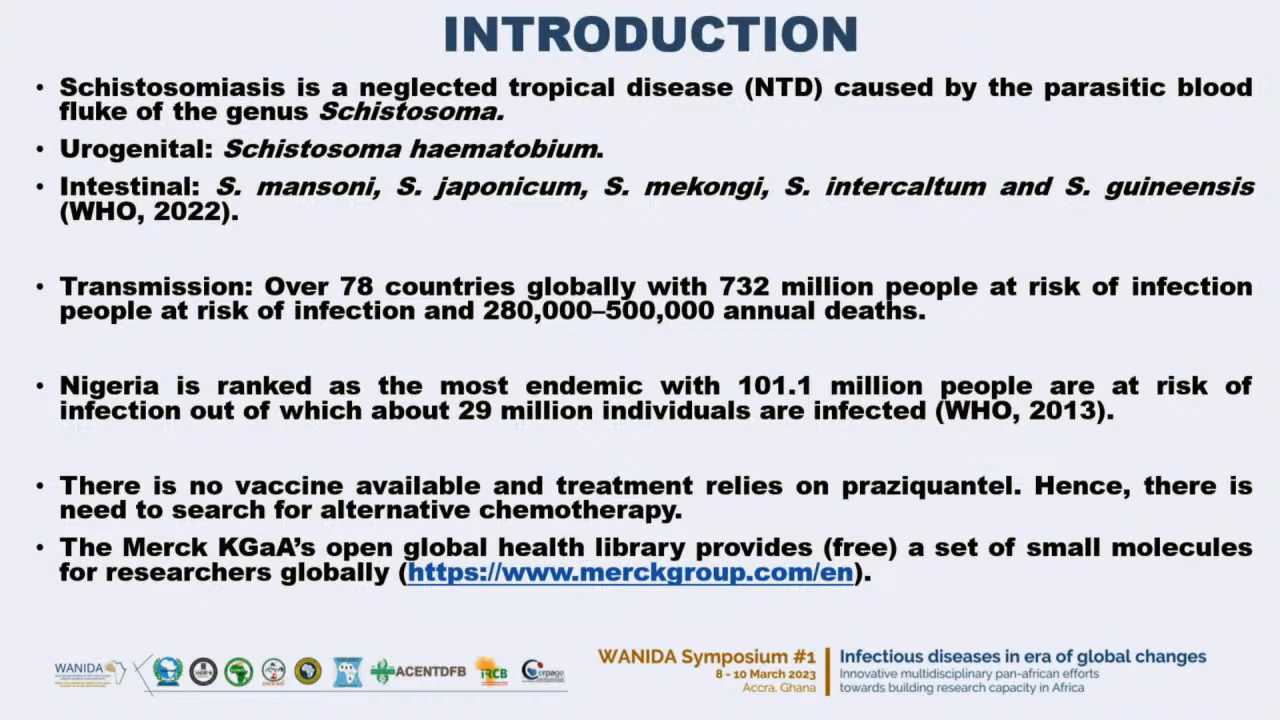 INTRODUCTION
• Schistosomiasis is a neglected tropical disease (NTD) caused by the parasitic blood
fluke of the genus Schistosoma.
• Urogenital: Schistosoma haematobium.
• Intestinal: S. mansoni, S. japonicum, S. mekongi, S. intercaltum and S. guineensis
(WHO, 2022).
• Transmission: Over 78 countries globally with 732 million people at risk of infection
people at risk of infection and 280,000–500,000 annual deaths.
• Nigeria is ranked as the most endemic with 101.1 million people are at risk of
infection out of which about 29 million individuals are infected (WHO, 2013).
• There is no vaccine available and treatment relies on praziquantel. Hence, there is
need to search for alternative chemotherapy.
• The Merck KGaA’s open global health library provides (free) a set of small molecules
for researchers globally (https://www.merckgroup.com/en).
WANIDA
ACENTDFB
IRCB
Cerpage
WANIDA Symposium #1
8 - 10 March 2023
Accra, Ghana
Infectious diseases in era of global changes
Innovative multidisciplinary pan-african efforts
towards building research capacity in Africa